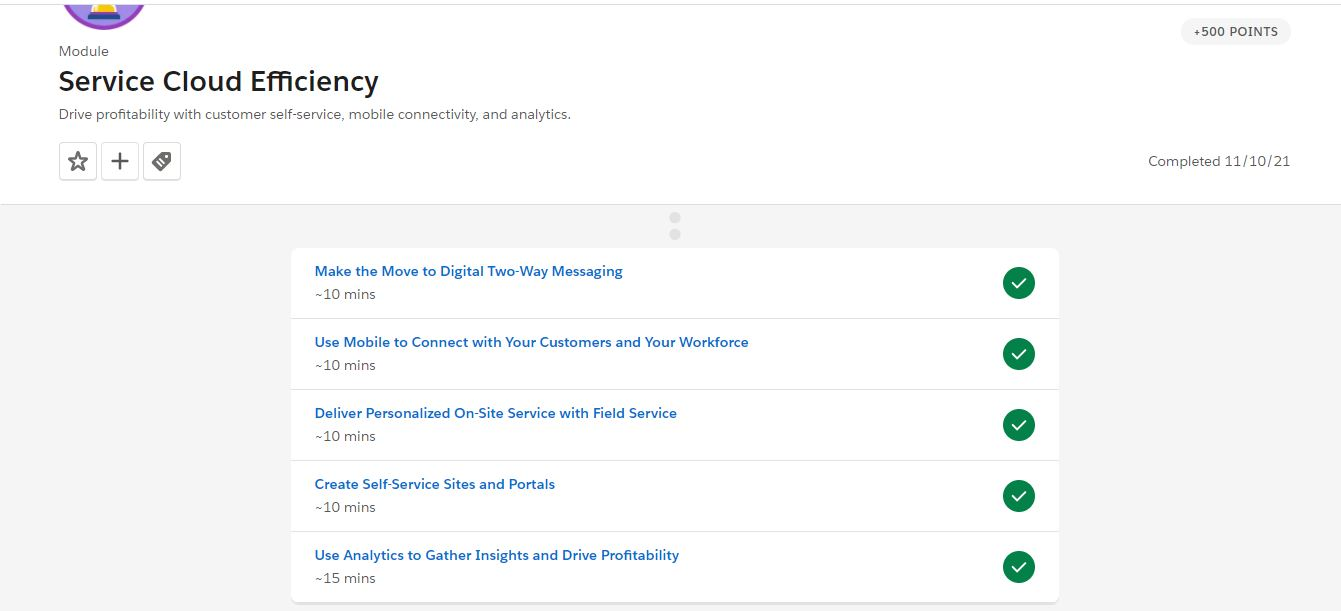 +500 POINTS
Module
Service Cloud Efficiency
Drive profitability with customer self-service, mobile connectivity, and analytics.
Completed 11/10/21
Make the Move to Digital Two-Way Messaging
~10 mins
Use Mobile to Connect with Your Customers and Your Workforce
~10 mins
Deliver Personalized On-Site Service with Field Service
~10 mins
Create Self-Service Sites and Portals
~10 mins
Use Analytics to Gather Insights and Drive Profitability
~15 mins